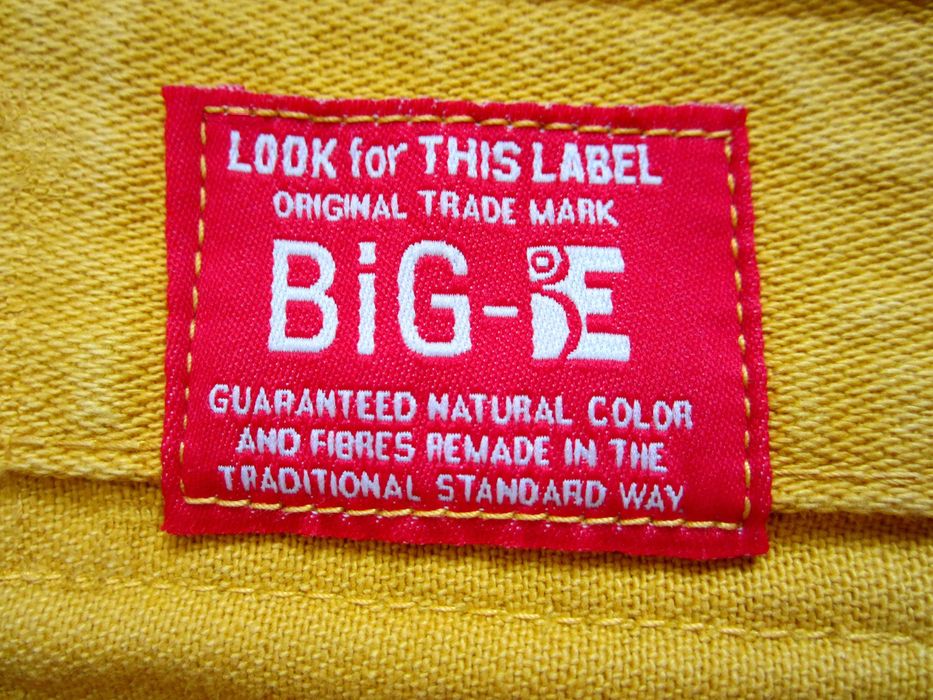 LOOK for THIS LABEL
ORIGINAL TRADE MARK
BiG-E
GUARANTEED NATURAL COLOR
AND FIBRES REMADE IN THE
TRADITIONAL STANDARD WAY.